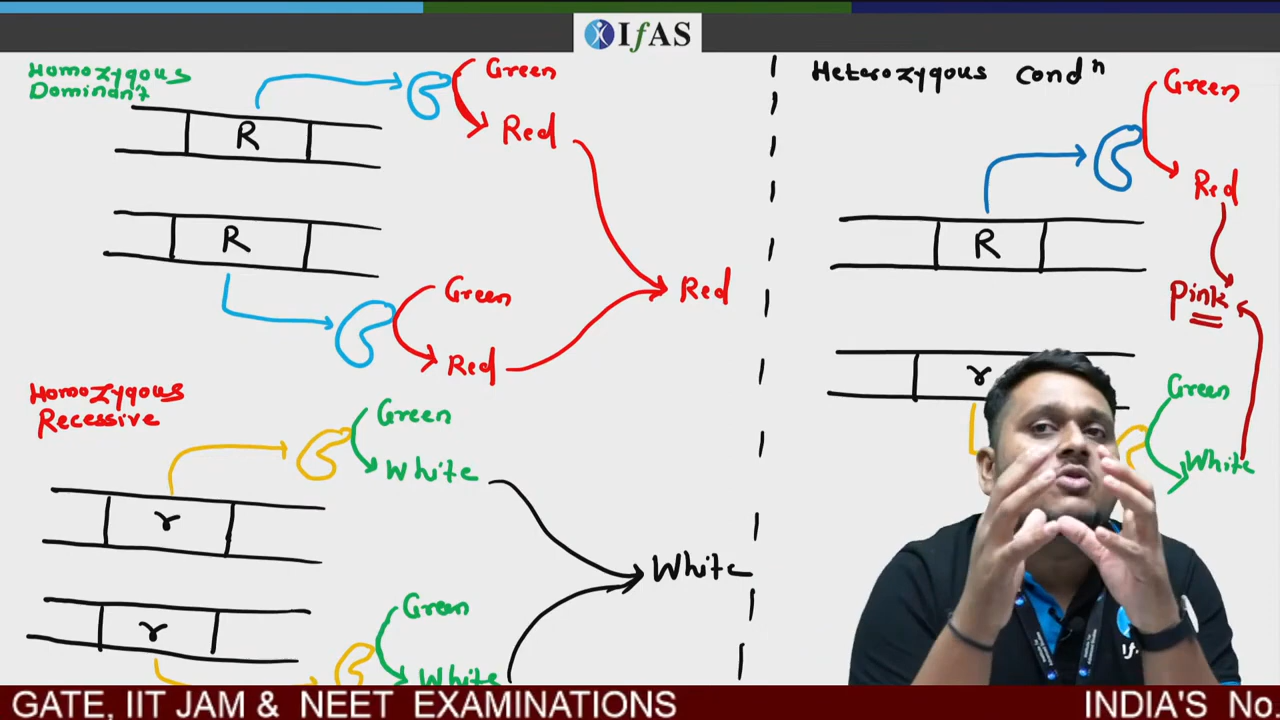 IfAS
Homozygous
Dominant
Green
Red
R
R
Green
Red
Red
Homozygous
Recessive
Green
White
r
White
Green
White
r
Heterozygous condⁿ
Green
Red
R
Pink
r
Green
White
if
GATE, IIT JAM & NEET EXAMINATIONS
INDIA'S No.